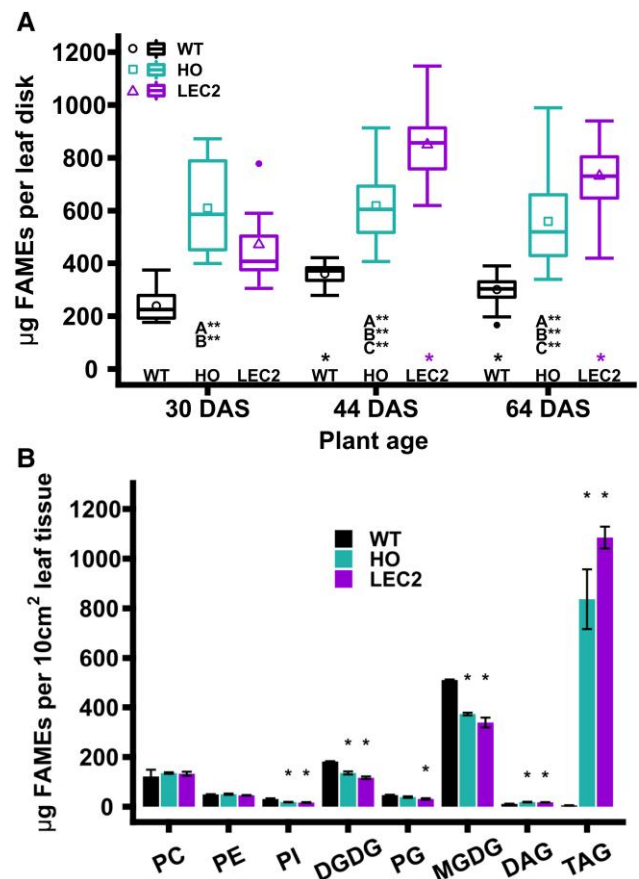 A
µg FAMEs per leaf disk
1200
1000
800
600
400
200
0
WT
HO
LEC2
A**
B**
A**
B**
C**
A**
B**
C**
* * * *
WT HO LEC2 WT HO LEC2 WT HO LEC2
30 DAS 44 DAS 64 DAS
Plant age
B
µg FAMEs per 10cm² leaf tissue
1200
1000
800
600
400
200
0
WT
HO
LEC2
* * * * * * * * * * *
PC PE PI DGDG PG MGDG DAG TAG